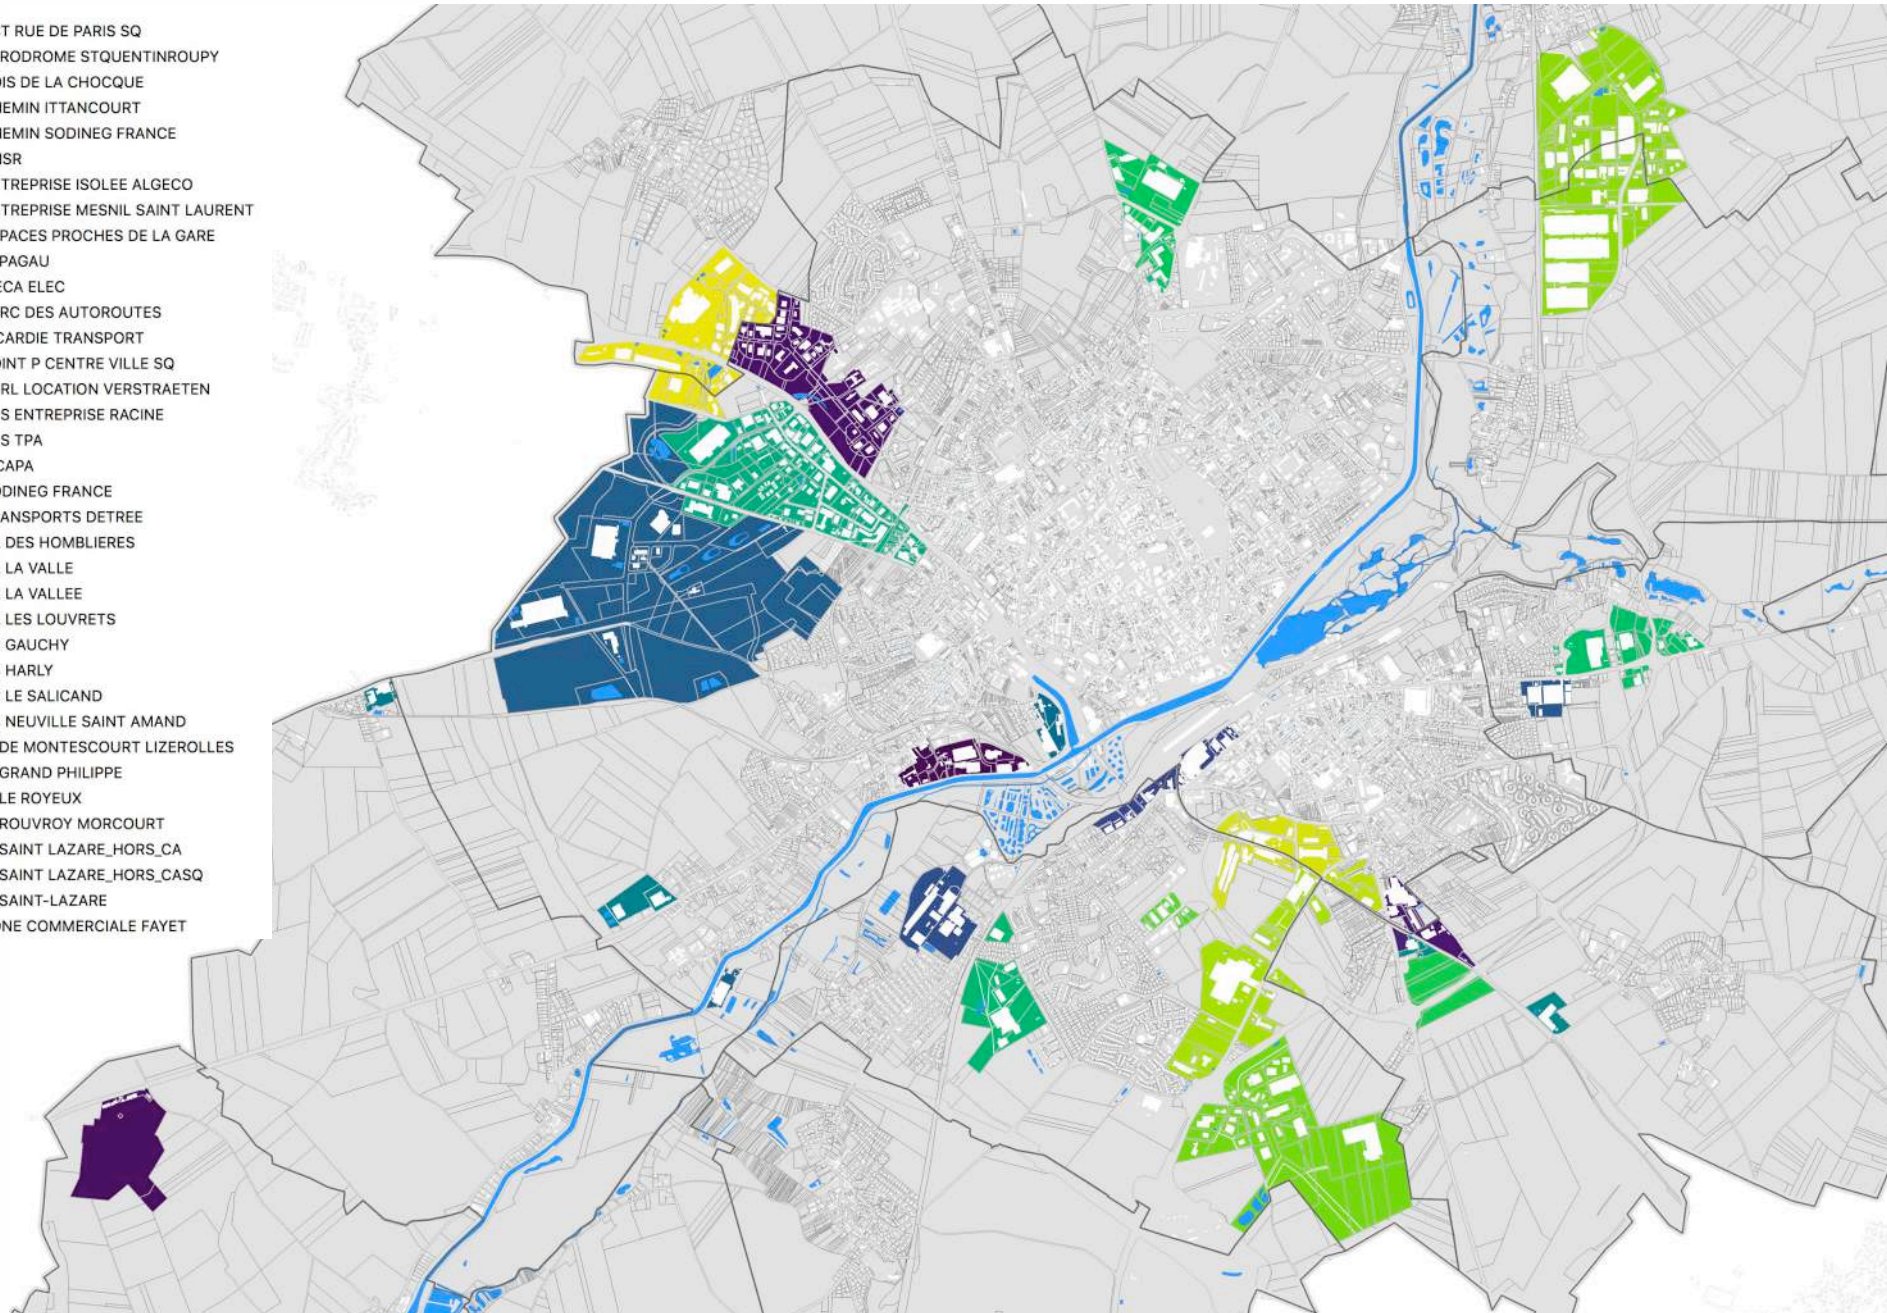 T RUE DE PARIS SQ
RODROME STQUENTINROUPY
IS DE LA CHOCQUE
EMIN ITTANCOURT
EMIN SODINEG FRANCE
SR
TREPRISE ISOLEE ALGECO
TREPRISE MESNIL SAINT LAURENT
PACES PROCHES DE LA GARE
PAGAU
ECA ELEC
RC DES AUTOROUTES
CARDIE TRANSPORT
INT P CENTRE VILLE SQ
RL LOCATION VERSTRAETEN
S ENTREPRISE RACINE
S TPA
CAPA
DINEG FRANCE
ANSPORTS DETREE
DES HOMBLIERES
LA VALLE
LA VALLEE
LES LOUVRETS
GAUCHY
HARLY
LE SALICAND
NEUVILLE SAINT AMAND
DE MONTESCOURT LIZEROLLES
GRAND PHILIPPE
LE ROYEUX
ROUVROY MORCOURT
SAINT LAZARE_HORS_CA
SAINT LAZARE_HORS_CASQ
SAINT-LAZARE
NE COMMERCIALE FAYET